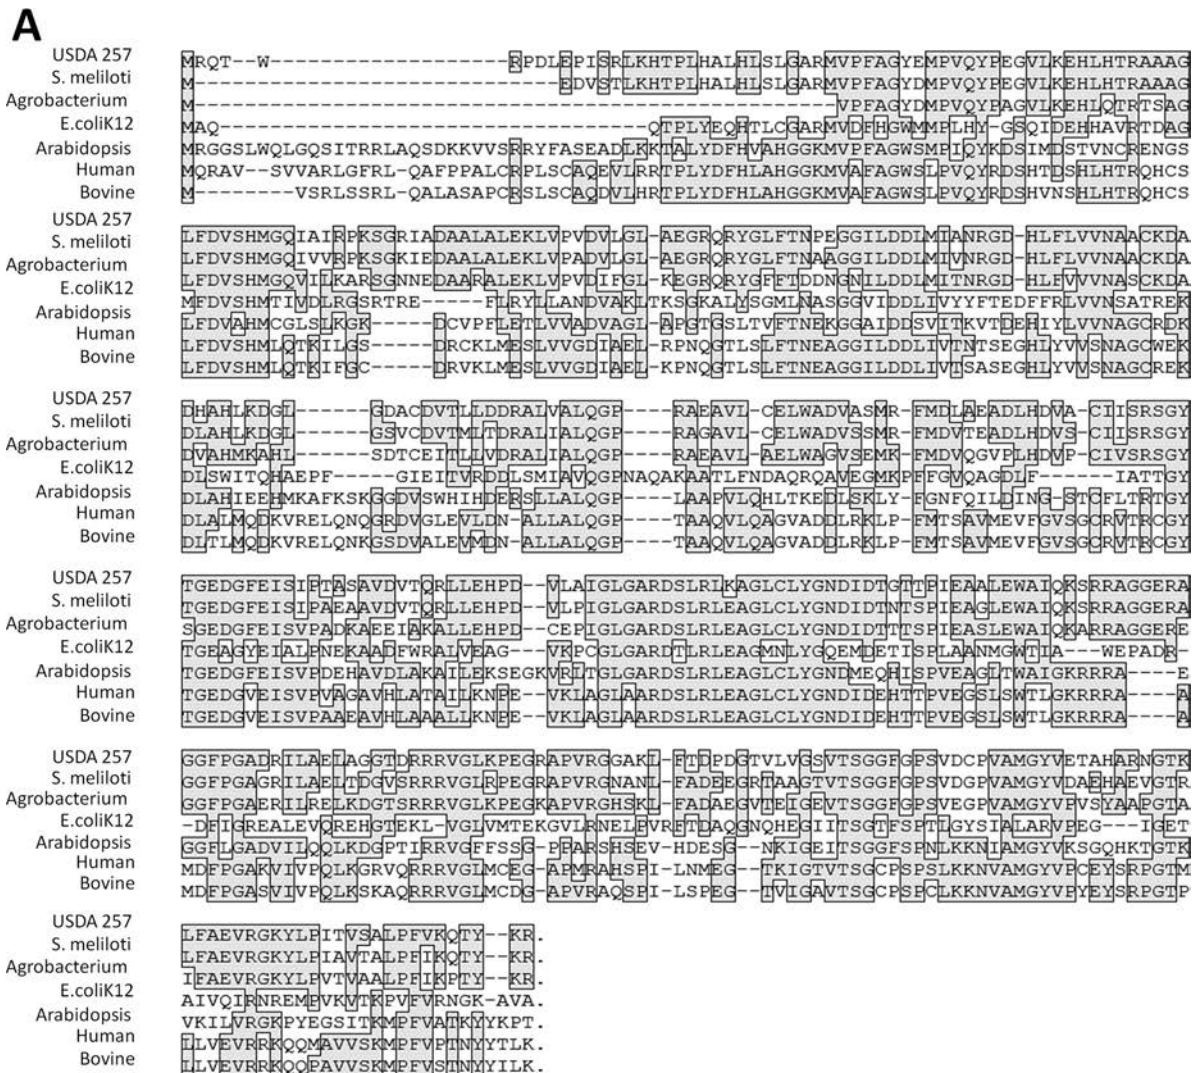 A
USDA 257 MRQT--W-------------------RPDLEPISRLKHTPLHALHLSLGARMVPFAGYEMPVQYPEGVLKEHLHTRAAAG
S. meliloti M-----------------------------EDVSTLKHTPLHALHLSLGARMVPFAGYDMPVQYPEGVLKEHLHTRAAAG
Agrobacterium M---------------------------------------------------VPFAGYDMPVQYPAGVLKEHLQTRTSAG
E.coliK12 MAQ----------------------------------QTPLYEQHTLCGARMVDFHGWMMPLHY-GSQIDEHHAVRTDAG
Arabidopsis MRGGSLWQLGQSITRRLAQSDKKVVSRRYFASEADLKKTALYDFHVAHGGKMVPFAGWSMPIQYKDSIMDSTVNCRENGS
Human MQRAV--SVVARLGFRL-QAFPPALCRPLSCAQEVLRRTPLYDFHLAHGGKMVAFAGWSLPVQYRDSHTDSHLHTRQHCS
Bovine M--------VSRLSSRL-QALASALCRPLSCAQDVLHRTPLYDFHLAHGGKMVAFAGWSLPVQYRDSHVNSHLHTRQHCS
USDA 257 LFDVSHMGQIAIRPKSGRIADAALALEKLVPVDVLGL-AEGRQRYGLFTNPEGGILDDLMIANRGD-HLFLVVNAACKDA
S. meliloti LFDVSHMGQIVVRPKSGKIEDAALALEKLVPADVLGL-AEGRQRYGLFTNAAGGILDDLMIVNRGD-HLFLVVNAACKDA
Agrobacterium LFDVSHMGQVILKARSGNNEDAARALEKLVPVDIFGL-KEGRQRYGFFTDDNGNILDDLMITNRGD-HLFVVVNASCKDA
E.coliK12 MFDVSHMTIVDLRGSRTRE-----FLRYLLANDVAKLTKSGKALYSGMLNASGGVIDDLIVYYFTEDFFRLVVNSATREK
Arabidopsis LFDVAHMCGLSLKGK-----DCVPFLETLVVADVAGL-APGTGSLTVFTNEKGGAIDDSVITKVTDEHIYLVVNAGCRDK
Human LFDVSHMLQTKILGS-----DRCKLMESLVVGDIAEL-RPNQGTLSLFTNEAGGILDDLIVTNTSEGHLYVVSNAGCWEK
Bovine LFDVSHMLQTKIFGC-----DRVKLMESLVVGDIAEL-KPNQGTLSLFTNEAGGILDDLIVTSASEGHLYVVSNAGCREK
USDA 257 DHAHLKDGL------GDACDVTLLDDRALVALQGP----RAEAVL-CELWADVASMR-FMDLAEADLHDVA-CIISRSGY
S. meliloti DLAHLKDGL------GSVCDVTMLTDRALIALQGP----RAGAVL-CELWADVSSMR-FMDVTEADLHDVS-CIISRSGY
Agrobacterium DVAHMKAHL------SDTCEITLLVDRALIALQGP----RAEAVL-AELWAGVSEMK-FMDVQGVPLHDVP-CIVSRSGY
E.coliK12 DLSWITQHAEPF---GIEITVRDDLSMIAVQGPNAQAKAATLFNDAQRQAVEGMKPFFGVQAGDLF------IATTGY
Arabidopsis DLAHIEEHMKAFKSKGGDVSWHIHDERSLLALQGP----LAAPVLQHLTKEDLSKLY-FGNFQILDING-STCFLTRTGY
Human DLALMQDKVRELQNQGRDVGLEVLDN-ALLALQGP----TAAQVLQAGVADDLRKLP-FMTSAVMEVFGVSGCRVTRCGY
Bovine DLTLMQDKVRELQNKGSDVALEVMDN-ALLALQGP----TAAQVLQAGVADDLRKLP-FMTSAVMEVFGVSGCRVTRCGY
USDA 257 TGEDGFEISIPTASAVDVTQRLLEHPD--VLAIGLGARDSLRLKAGLCLYGNDIDTGTTPIEAALEWAIQKSRRAGGERA
S. meliloti TGEDGFEISIPAEAAVDVTQRLLEHPD--VLPIGLGARDSLRLEAGLCLYGNDIDTNTSPIEAGLEWAIQKSRRAGGERA
Agrobacterium SGEDGFEISVPADKAEEIAKALLEHPD--CEPIGLGARDSLRLEAGLCLYGNDIDTTTSPIEASLEWAIQKARRAGGERE
E.coliK12 TGEAGYEIALPNEKAADFWRALVEAG--VKPCGLGARDTLRLEAGMNLYGQEMDETISPLAANMGWTIA---WEPADR-
Arabidopsis TGEDGFEISVPDEHAVDLAKAILEKSEGKVRLTGLGARDSLRLEAGLCLYGNDMEQHISPVEAGLTWAIGKRRRA----E
Human TGEDGVEISVPVAGAVHLATAILKNPE--VKLAGLAARDSLRLEAGLCLYGNDIDEHTTPVEGSLSWTLGKRRRA----A
Bovine TGEDGVEISVPAAEAVHLAAALLKNPE--VKLAGLAARDSLRLEAGLCLYGNDIDEHTTPVEGSLSWTLGKRRRA----A
USDA 257 GGFPGADRILAELAGGTDRRRVGLKPEGRAPVRGGAKL-FTDPDGTVLVGSVTSGGFGPSVDCPVAMGYVETAHARNGTK
S. meliloti GGFPGAGRILAELTDGVSRRRVGLRPEGRAPVRGNANL-FADEEGRTAAGTVTSGGFGPSVDGPVAMGYVDAEHAEVGTR
Agrobacterium GGFPGAERILRELKDGTSRRRVGLKPEGKAPVRGHSKL-FADAEGVTEIGEVTSGGFGPSVEGPVAMGYVPVSYAAPGTA
E.coliK12 -DFIGREALEVQREHGTEKL-VGLVMTEKGVLRNELPVRFTDAQGNQHEGIITSGTFSPTLGYSIALARVPEG---IGET
Arabidopsis GGFLGADVILQQLKDGPTIRRVGFFSSG-PPARSHSEV-HDESG---NKIGEITSGGFSPNLKKNIAMGYVKSGQHKTGTK
Human MDFPGAKVIVPQLKGRVQRRRVGLMCEG-APMRAHSPI-LNMEG---TKIGTVTSGCPSPSLKKNVAMGYVPCEYSRPGTM
Bovine MDFPGASVIVPQLKSKAQRRRVGLMCDG-APVRAQSPI-LSPEG---TVIGAVTSGCPSPCLKKNVAMGYVPYEYSRPGTP
USDA 257 LFAEVRGKYLPITVSALPFVKQTY--KR.
S. meliloti LFAEVRGKYLPIAVTALPFIKQTY--KR.
Agrobacterium IFAEVRGKYLPVTVAALPFIKPTY--KR.
E.coliK12 AIVQIRNREMPVKVTKPVFVRNGK-AVA.
Arabidopsis VKILVRGKPYEGSITKMPFVATKYYKPT.
Human LLVEVRRKQQMAVVSKMPFVPTNYYTLK.
Bovine LLVEVRRKQQPAVVSKMPFVSTNYYILK.